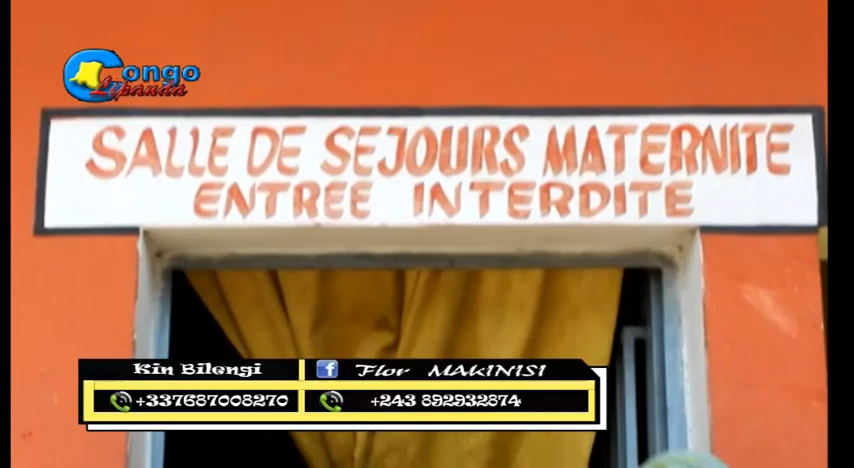 Congo
Lipanda
SALLE DE SEJOURS MATERNITE
ENTREE INTERDITE
Kin Bilengi
Flor MAKINISI
+337687008270
+243 892932874